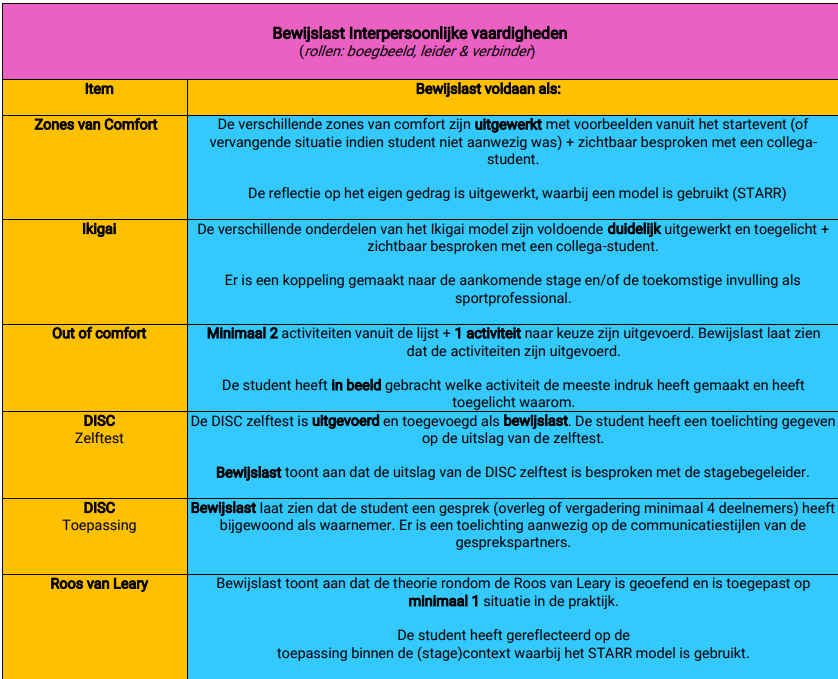 Bewijslast Interpersoonlijke vaardigheden
(rollen: boegbeeld, leider & verbinder)
Item
Bewijslast voldaan als:
Zones van Comfort
De verschillende zones van comfort zijn uitgewerkt met voorbeelden vanuit het startevent (of
vervangende situatie indien student niet aanwezig was) + zichtbaar besproken met een collega-
student.
De reflectie op het eigen gedrag is uitgewerkt, waarbij een model is gebruikt (STARR)
Ikigai
De verschillende onderdelen van het Ikigai model zijn voldoende duidelijk uitgewerkt en toegelicht +
zichtbaar besproken met een collega-student.
Er is een koppeling gemaakt naar de aankomende stage en/of de toekomstige invulling als
sportprofessional.
Out of comfort
Minimaal 2 activiteiten vanuit de lijst + 1 activiteit naar keuze zijn uitgevoerd. Bewijslast laat zien
dat de activiteiten zijn uitgevoerd.
De student heeft in beeld gebracht welke activiteit de meeste indruk heeft gemaakt en heeft
toegelicht waarom.
DISC
Zelftest
De DISC zelftest is uitgevoerd en toegevoegd als bewijslast. De student heeft een toelichting gegeven
op de uitslag van de zelftest.
Bewijslast toont aan dat de uitslag van de DISC zelftest is besproken met de stagebegeleider.
DISC
Toepassing
Bewijslast laat zien dat de student een gesprek (overleg of vergadering minimaal 4 deelnemers) heeft
bijgewoond als waarnemer. Er is een toelichting aanwezig op de communicatiestijlen van de
gesprekspartners.
Roos van Leary
Bewijslast toont aan dat de theorie rondom de Roos van Leary is geoefend en is toegepast op
minimaal 1 situatie in de praktijk.
De student heeft gereflecteerd op de
toepassing binnen de (stage)context waarbij het STARR model is gebruikt.